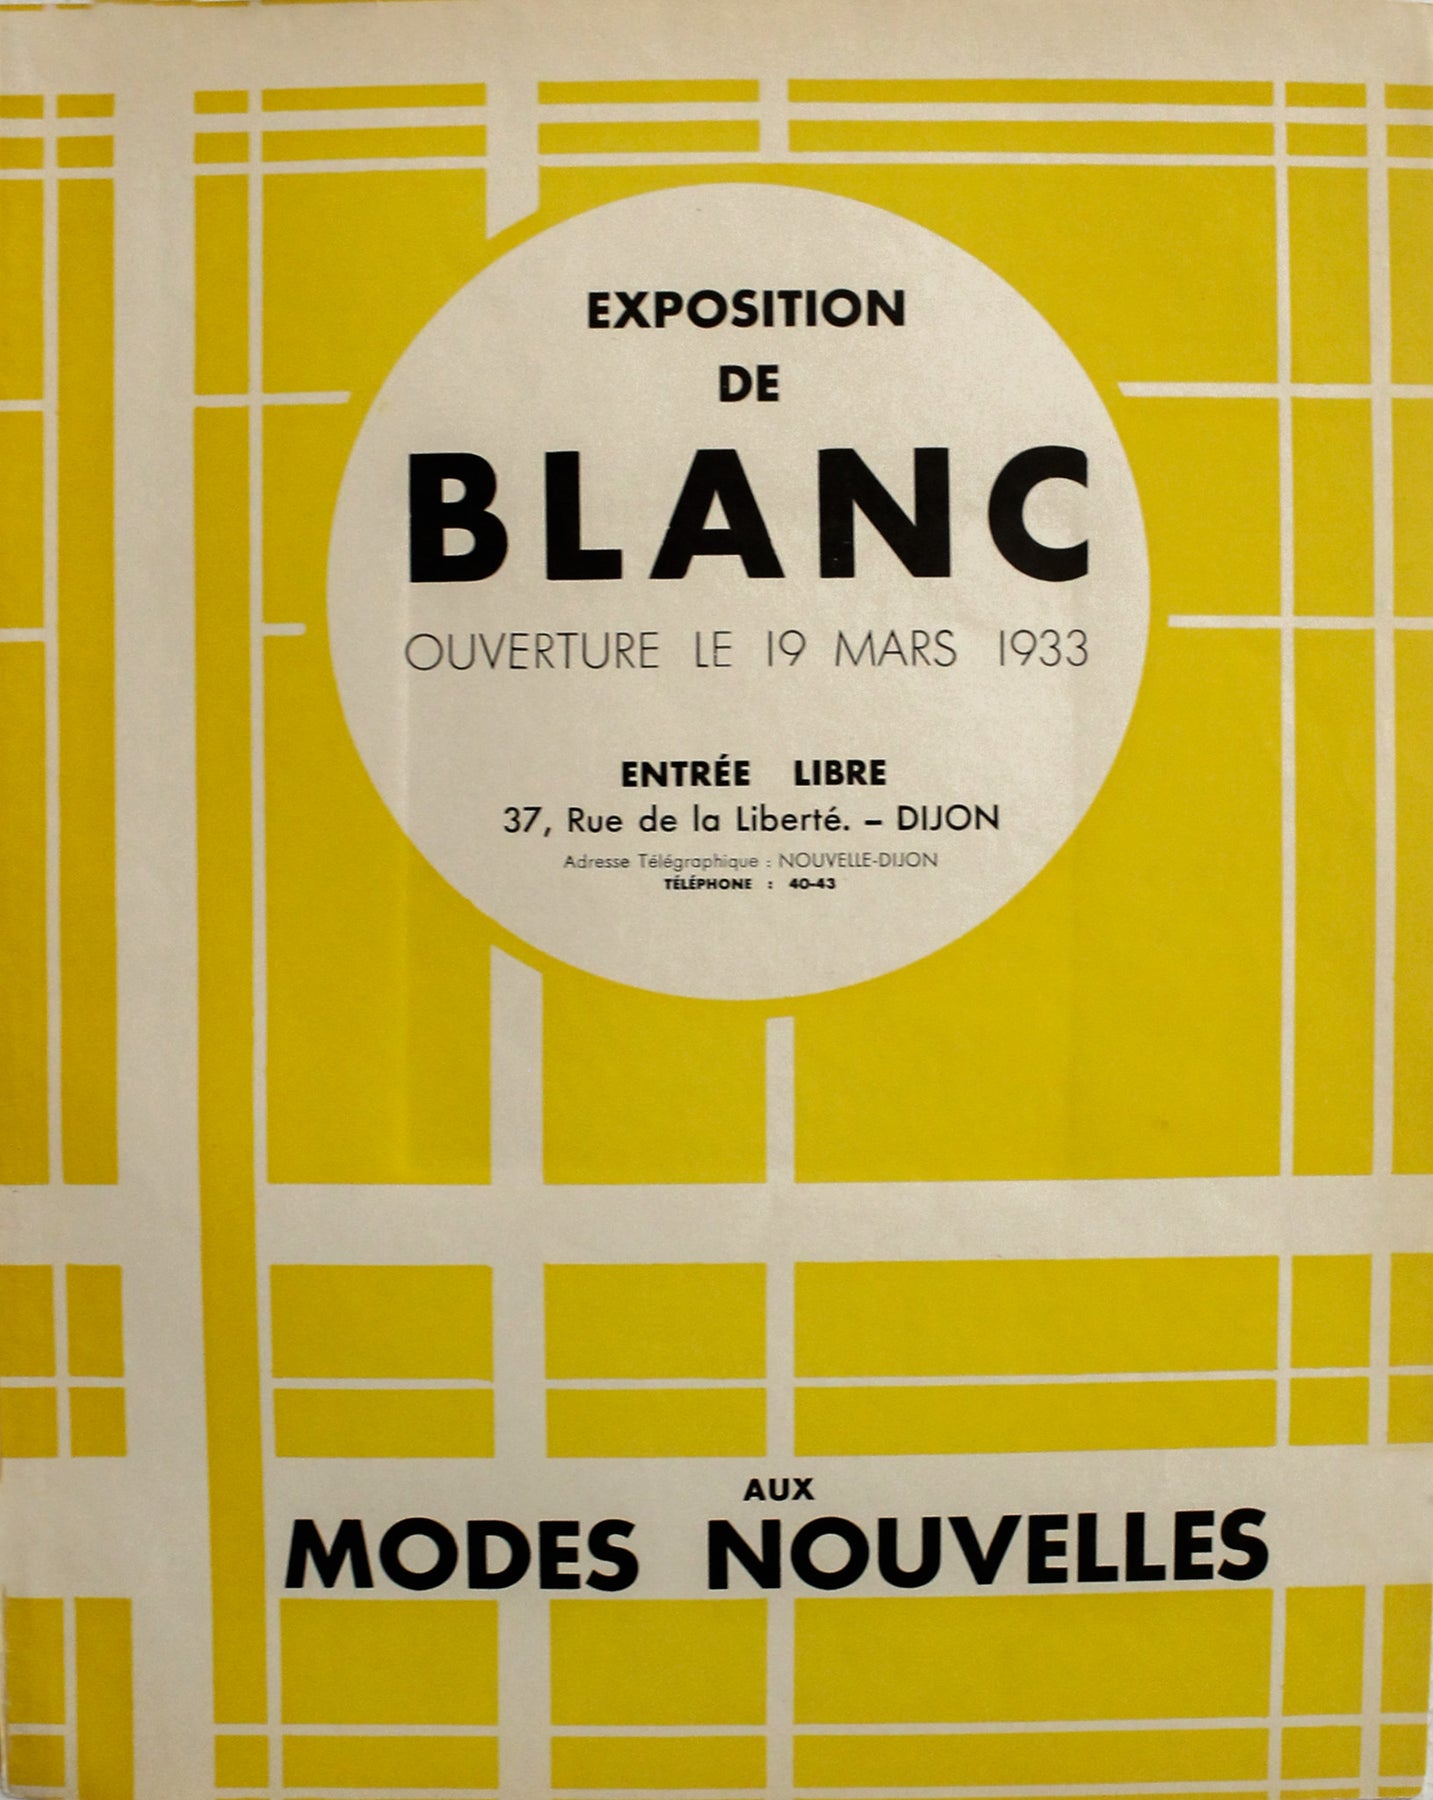 EXPOSITION
DE
BLANC
OUVERTURE LE 19 MARS 1933
ENTRÉE LIBRE
37, Rue de la Liberté. – DIJON
Adresse Télégraphique : NOUVELLE-DIJON
TÉLÉPHONE : 40-43
AUX
MODES NOUVELLES